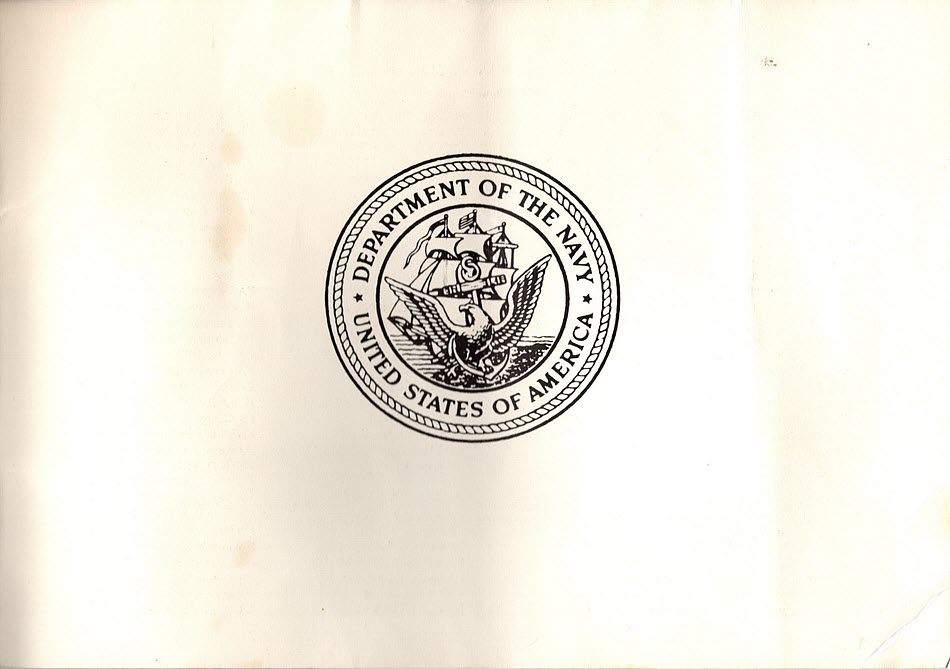 DEPARTMENT OF THE NAVY
UNITED STATES OF AMERICA